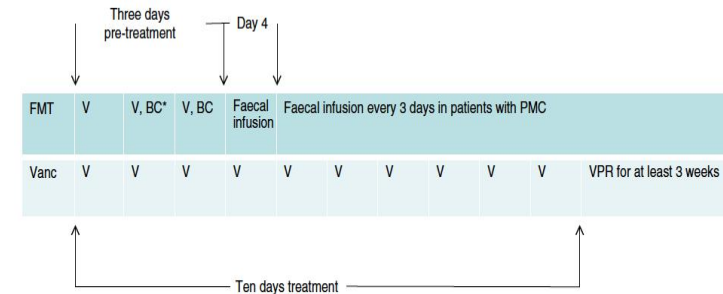 Three days
pre-treatment
Day 4
FMT V V, BC* V, BC Faecal infusion Faecal infusion every 3 days in patients with PMC
Vanc V V V V V V V V V V VPR for at least 3 weeks
Ten days treatment